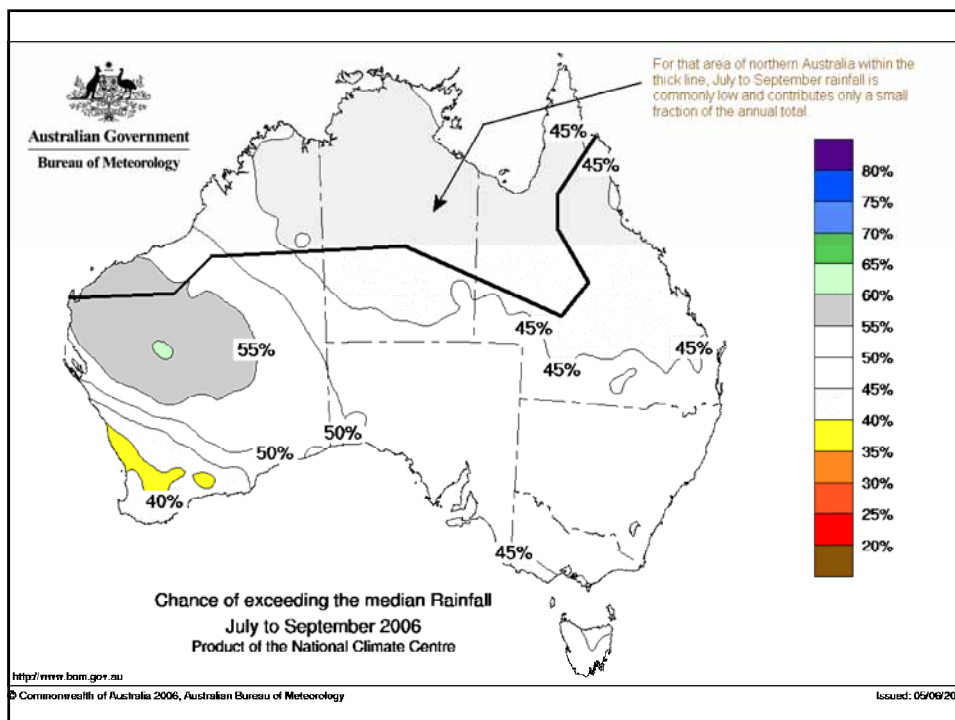 Australian Government
Bureau of Meteorology
For that area of northern Australia within the
thick line, July to September rainfall is
commonly low and contributes only a small
fraction of the annual total.
45%
45%
80%
75%
70%
65%
60%
55%
50%
45%
40%
35%
30%
25%
20%
45%
55%
45%
45%
50%
50%
40%
45%
Chance of exceeding the median Rainfall
July to September 2006
Product of the National Climate Centre
http://www.bom.gov.au
© Commonwealth of Australia 2006, Australian Bureau of Meteorology
Issued: 05/06/20